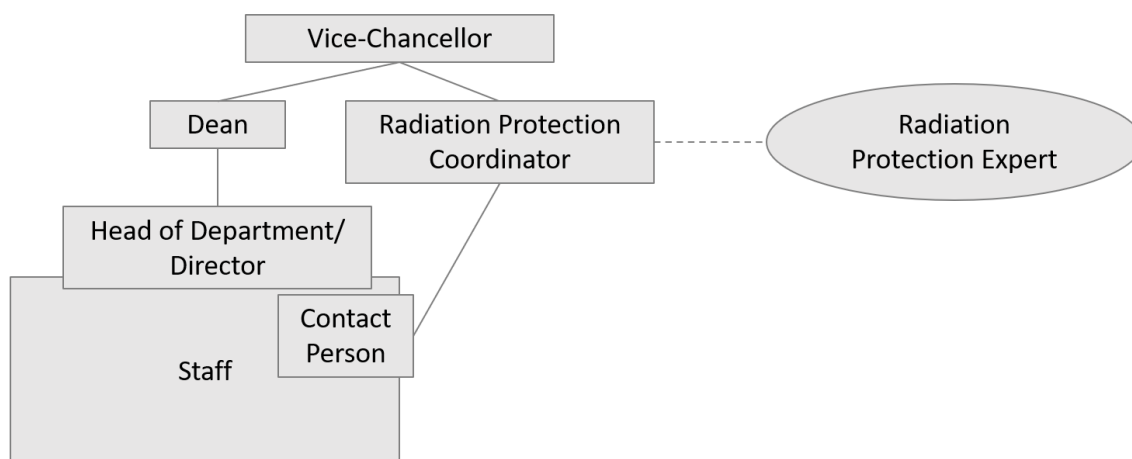 Vice-Chancellor
Dean
Radiation Protection
Coordinator
Radiation
Protection Expert
Head of Department/
Director
Contact
Person
Staff